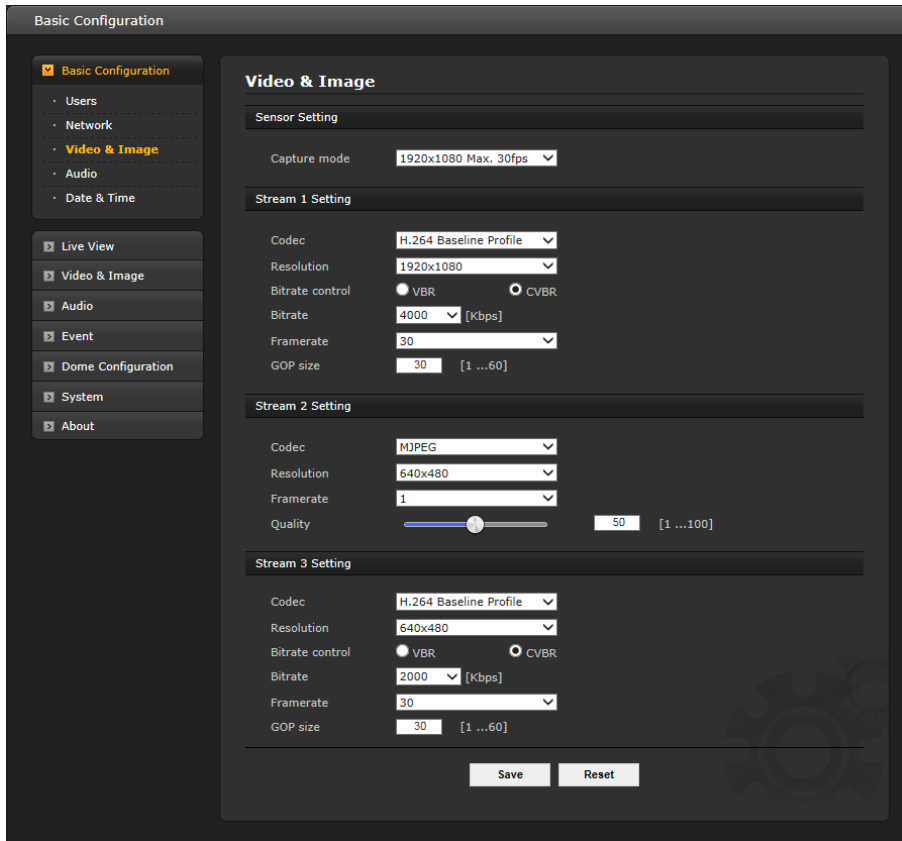 Basic Configuration
Basic Configuration
· Users
· Network
· Video & Image
· Audio
· Date & Time
Live View
Video & Image
Audio
Event
Dome Configuration
System
About
Video & Image
Sensor Setting
Capture mode 1920x1080 Max. 30fps
Stream 1 Setting
Codec H.264 Baseline Profile
Resolution 1920x1080
Bitrate control VBR CVBR
Bitrate 4000 [Kbps]
Framerate 30
GOP size 30 [1 ...60]
Stream 2 Setting
Codec MJPEG
Resolution 640x480
Framerate 1
Quality 50 [1 ...100]
Stream 3 Setting
Codec H.264 Baseline Profile
Resolution 640x480
Bitrate control VBR CVBR
Bitrate 2000 [Kbps]
Framerate 30
GOP size 30 [1 ...60]
Save Reset